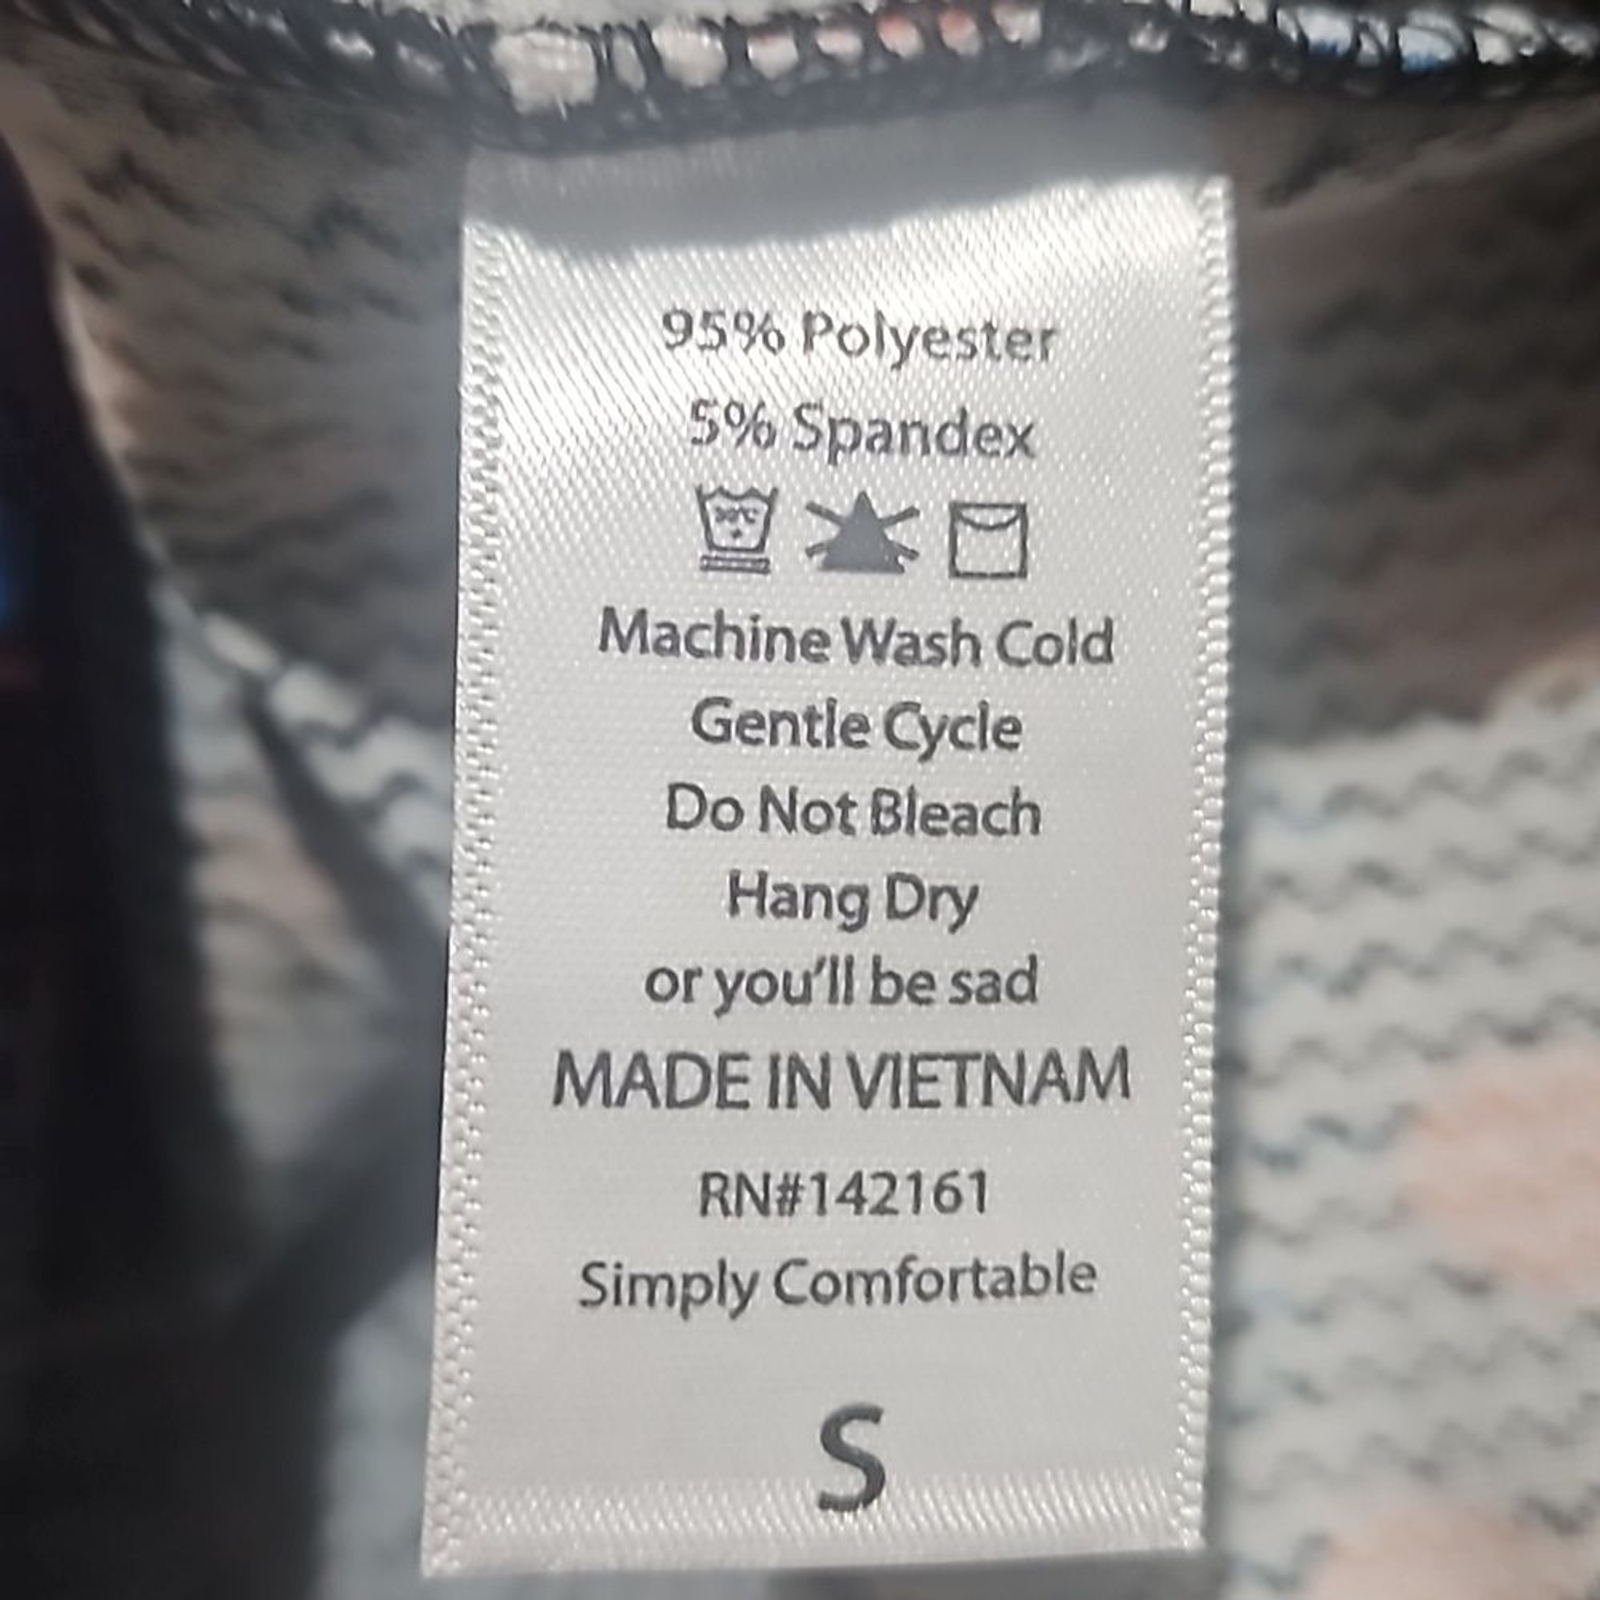 95% Polyester
5% Spandex
30°C
Machine Wash Cold
Gentle Cycle
Do Not Bleach
Hang Dry
or you'll be sad
MADE IN VIETNAM
RN#142161
Simply Comfortable
S